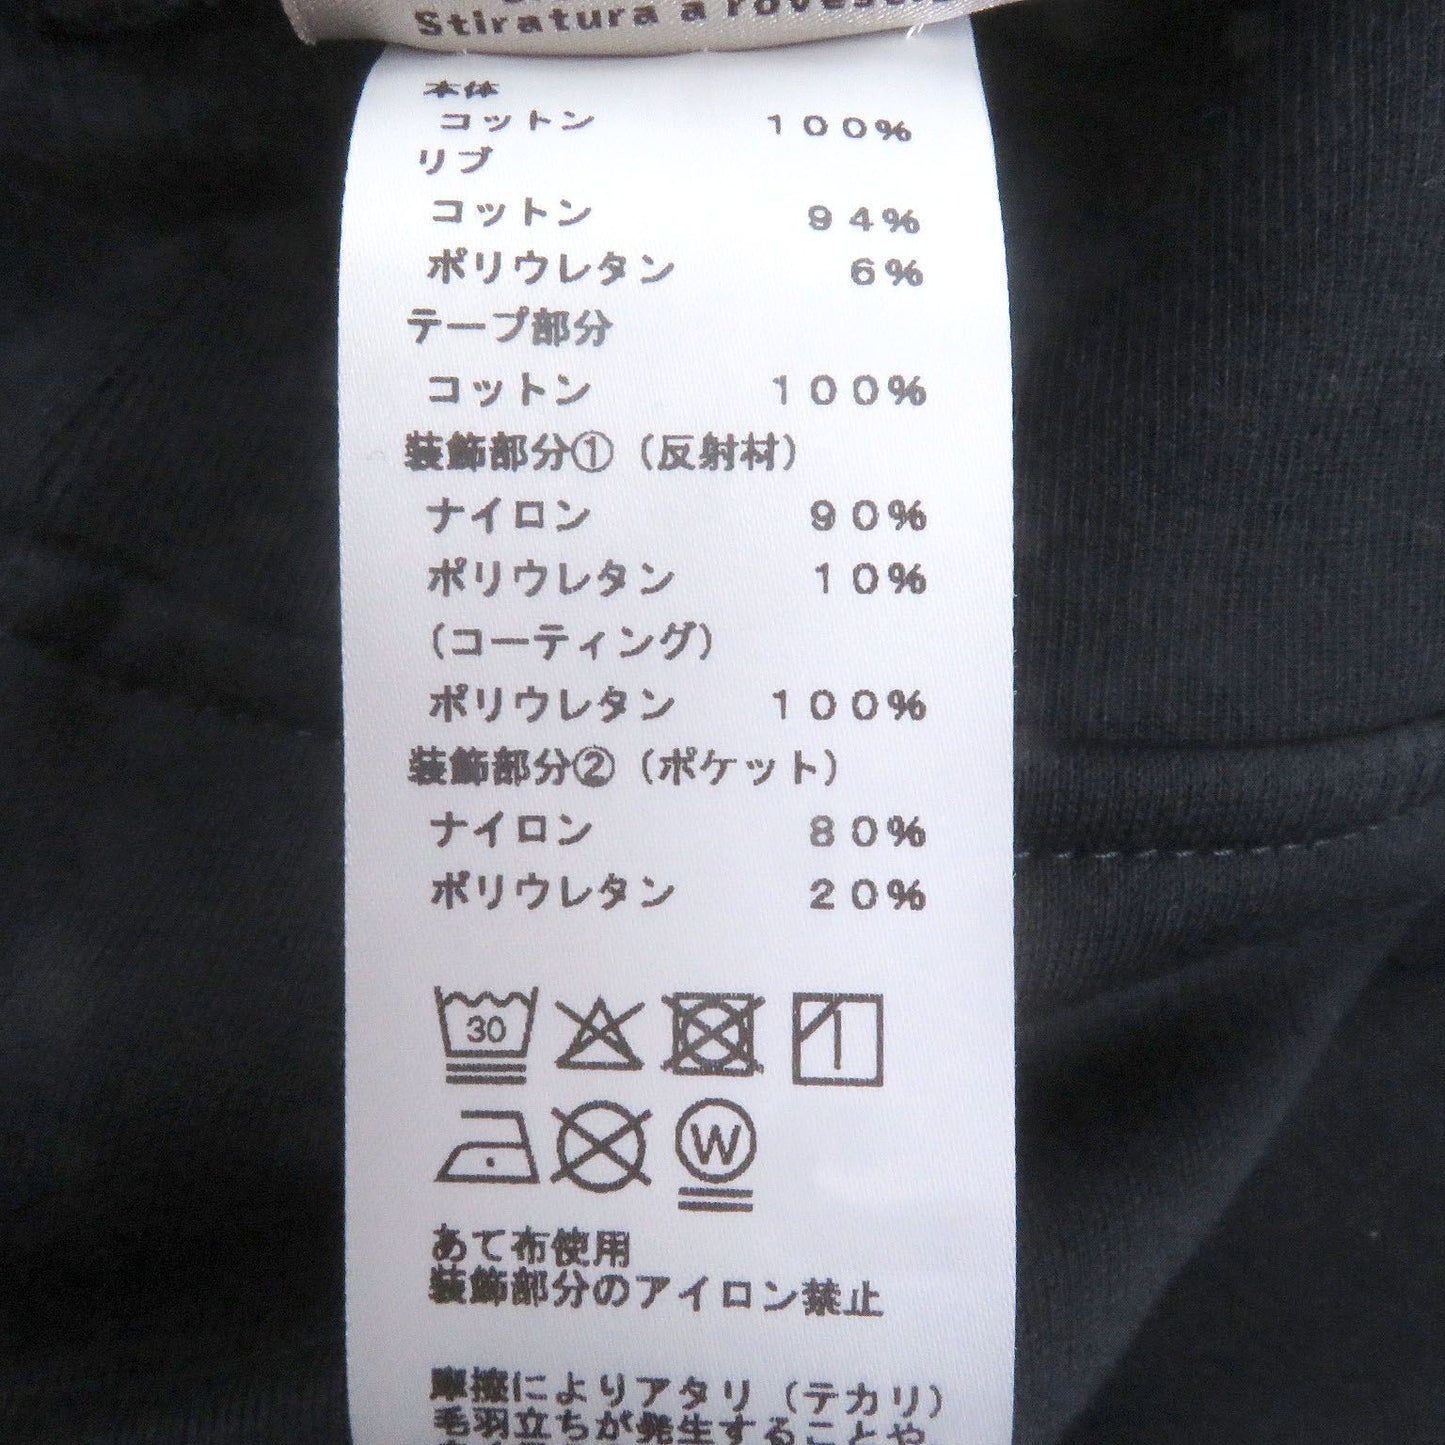 Stiratura a
本体
コットン 100%
リブ
コットン 94%
ポリウレタン 6%
テープ部分
コットン 100%
装飾部分①（反射材）
ナイロン 90%
ポリウレタン 10%
（コーティング）
ポリウレタン 100%
装飾部分②（ポケット）
ナイロン 80%
ポリウレタン 20%
30
W
あて布使用
装飾部分のアイロン禁止
摩擦によりアタリ（テカリ）
毛羽立ちが発生することや